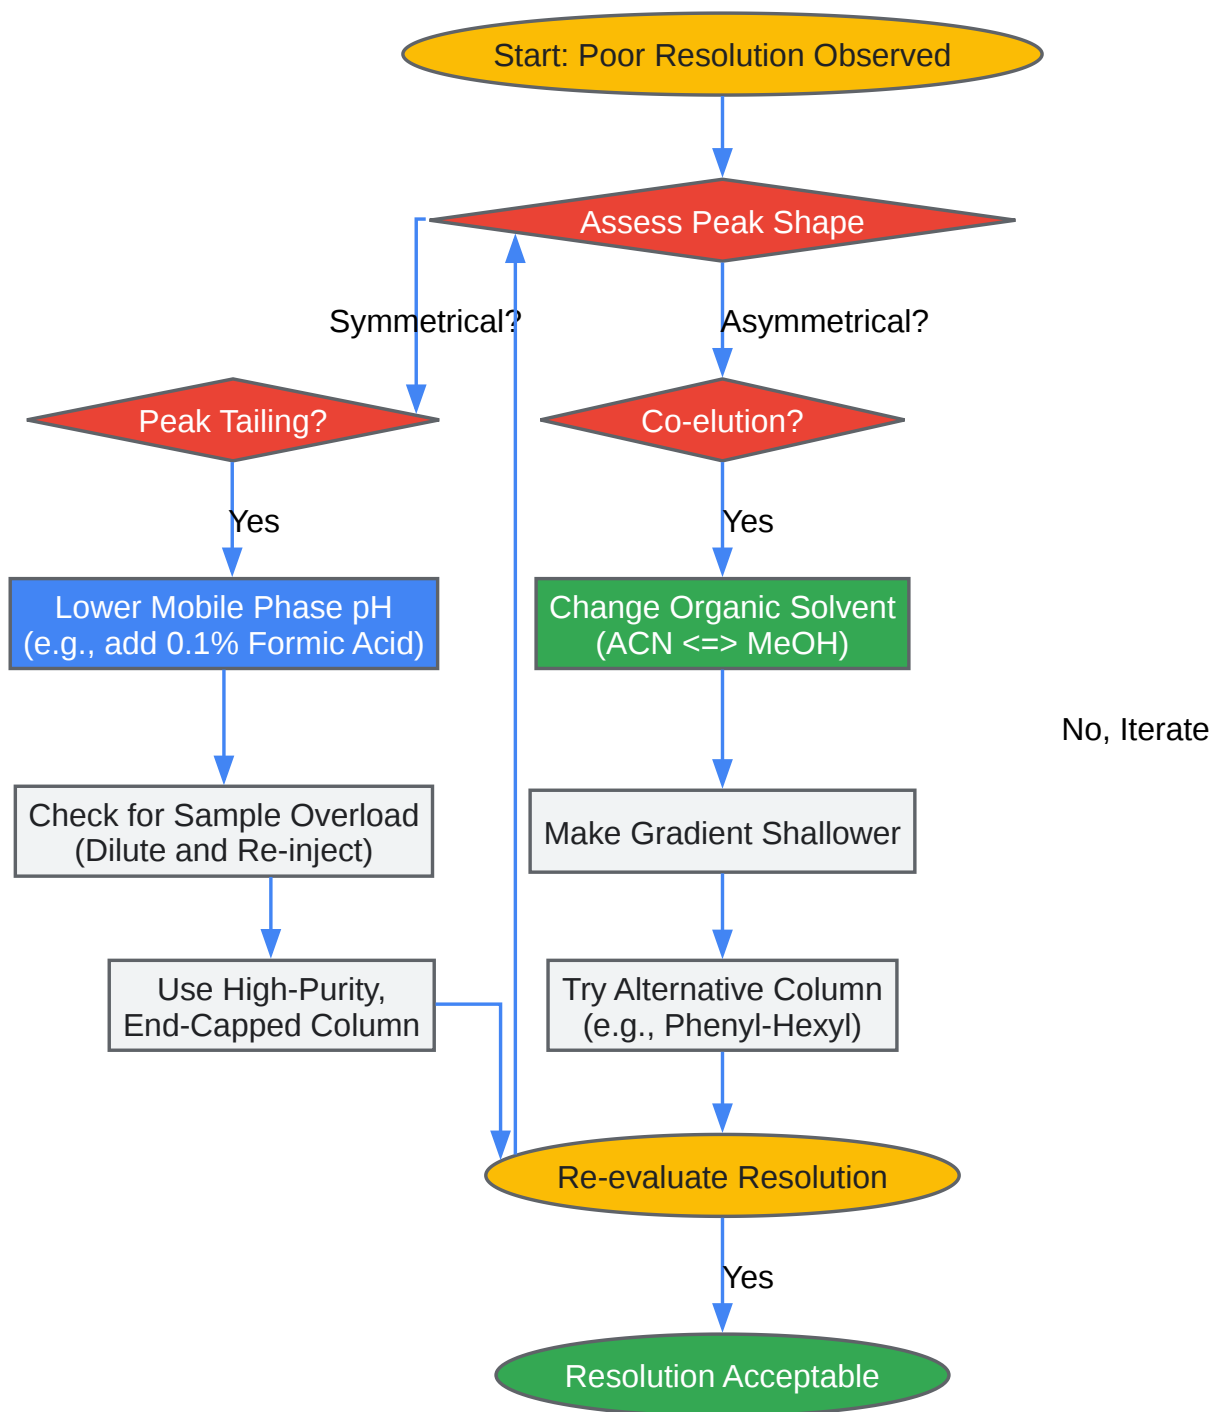 Start: Poor Resolution Observed
Assess Peak Shape
Symmetrical?
Asymmetrical?
Peak Tailing?
Co-elution?
Yes
Yes
Lower Mobile Phase pH
(e.g., add 0.1% Formic Acid)
Change Organic Solvent
(ACN <=> MeOH)
No, Iterate
Check for Sample Overload
(Dilute and Re-inject)
Make Gradient Shallower
Use High-Purity,
End-Capped Column
Try Alternative Column
(e.g., Phenyl-Hexyl)
Re-evaluate Resolution
Yes
Resolution Acceptable